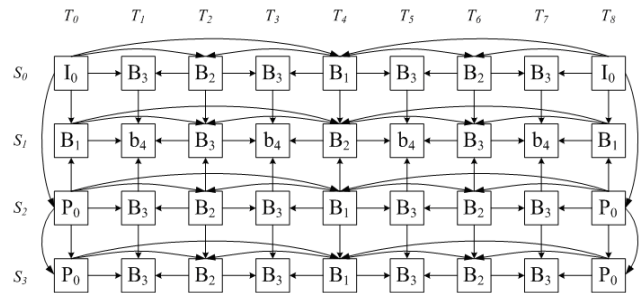 T0 T1 T2 T3 T4 T5 T6 T7 T8
S0 I0 B3 B2 B3 B1 B3 B2 B3 I0
S1 B1 b4 B3 b4 B2 b4 B3 b4 B1
S2 P0 B3 B2 B3 B1 B3 B2 B3 P0
S3 P0 B3 B2 B3 B1 B3 B2 B3 P0